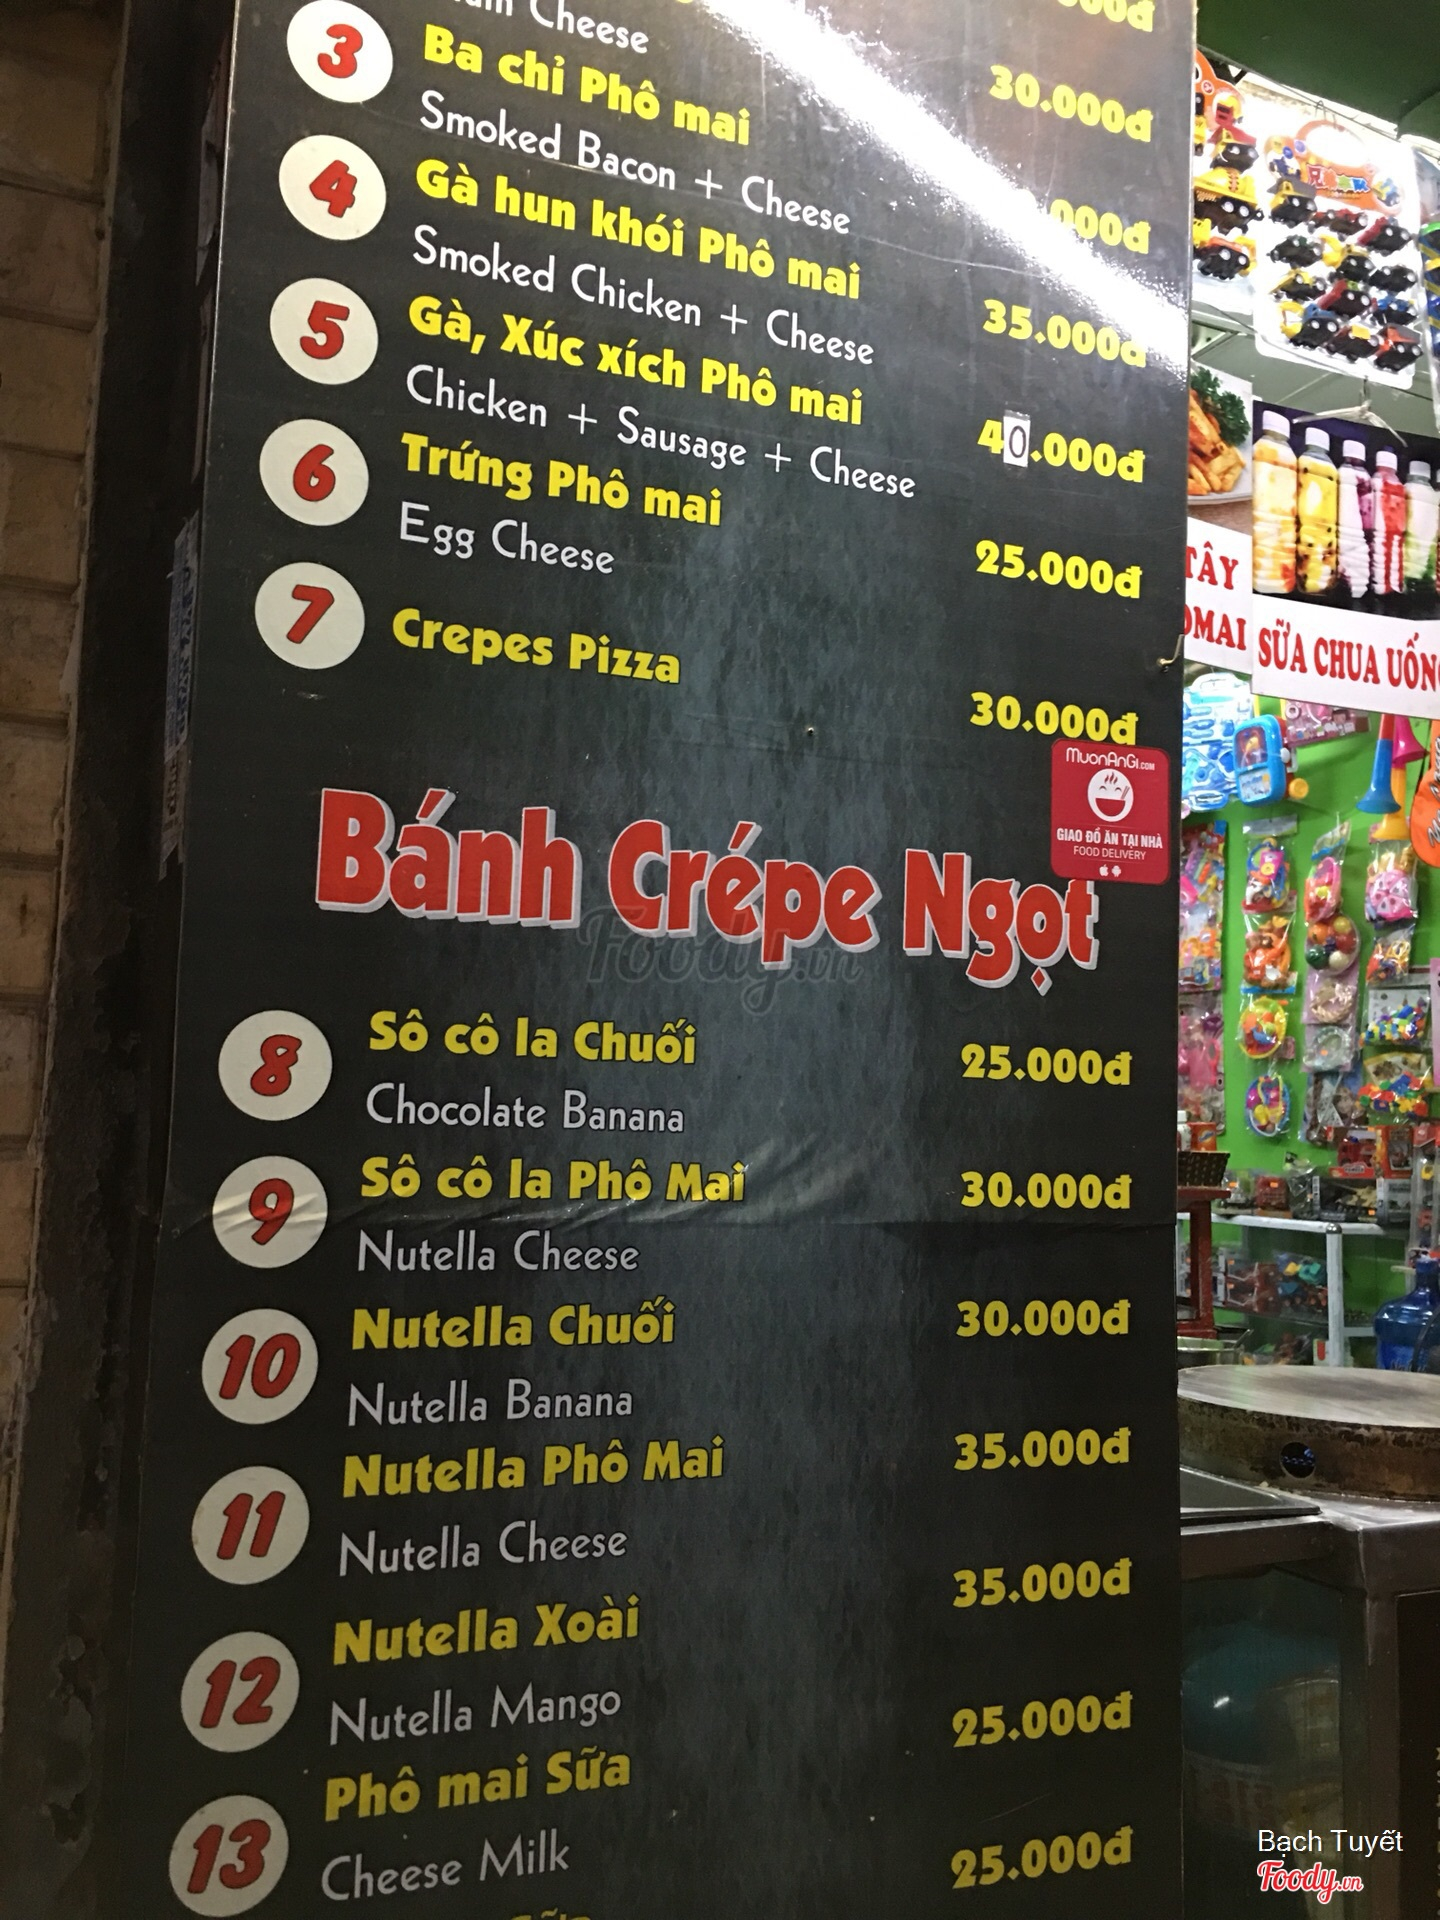 Cheese
3
Ba chỉ Phô mai
30.000đ
Smoked Bacon + Cheese
4
Gà hun khói Phô mai
Smoked Chicken + Cheese
35.000đ
5
Gà, Xúc xích Phô mai
40.000đ
Chicken + Sausage + Cheese
6
Trứng Phô mai
25.000đ
Egg Cheese
7
Crepes Pizza
30.000đ
MuonAnGi.com
GIAO ĐỒ ĂN TẠI NHÀ
FOOD DELIVERY
Bánh Crépe Ngọt
Foody.vn
8
Sô cô la Chuối
25.000đ
Chocolate Banana
9
Sô cô la Phô Mai
30.000đ
Nutella Cheese
10
Nutella Chuối
30.000đ
Nutella Banana
11
Nutella Phô Mai
35.000đ
Nutella Cheese
12
Nutella Xoài
35.000đ
Nutella Mango
13
Phô mai Sữa
25.000đ
Cheese Milk
25.000đ
TÂY
SỮA CHUA UỐNG
Bạch Tuyết
Foody.vn